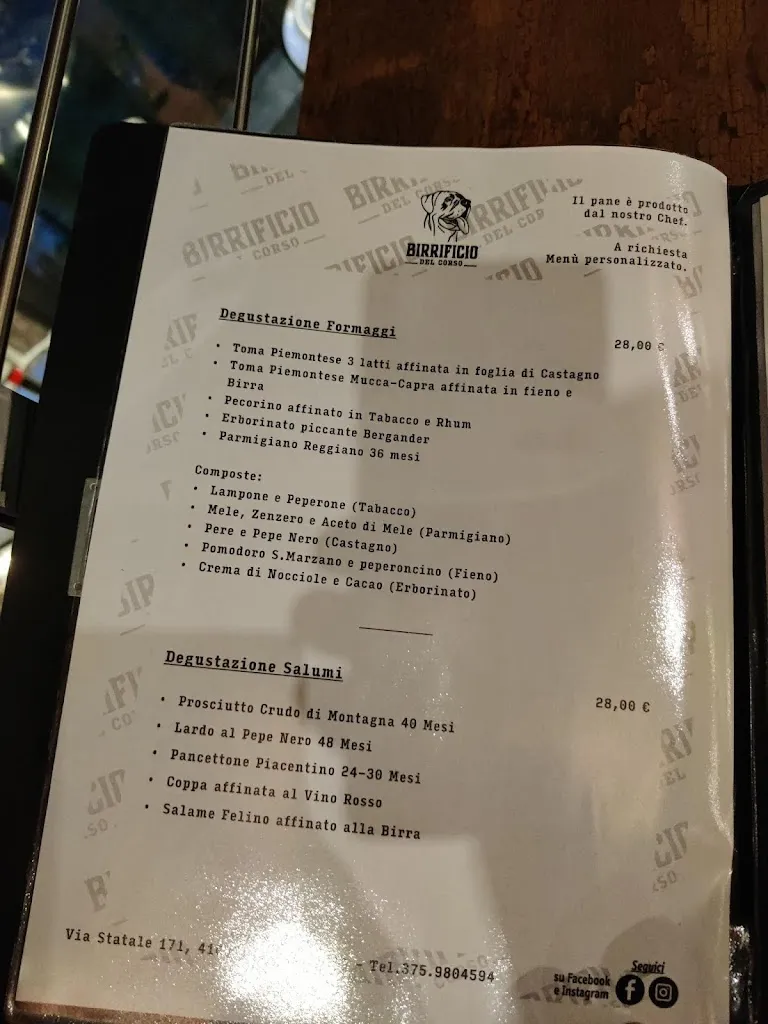 BIRRIFICIO
DEL CORSO
Il pane è prodotto
dal nostro Chef.
A richiesta
Menù personalizzato.
Degustazione Formaggi
28,00 €
• Toma Piemontese 3 latti affinata in foglia di Castagno
• Toma Piemontese Mucca-Capra affinata in fieno e
Birra
• Pecorino affinato in Tabacco e Rhum
• Erborinato piccante Bergander
• Parmigiano Reggiano 36 mesi
Composte:
• Lampone e Peperone (Tabacco)
• Mele, Zenzero e Aceto di Mele (Parmigiano)
• Pere e Pepe Nero (Castagno)
• Pomodoro S.Marzano e peperoncino (Fieno)
• Crema di Nocciole e Cacao (Erborinato)
Degustazione Salumi
28,00 €
• Prosciutto Crudo di Montagna 40 Mesi
• Lardo al Pepe Nero 48 Mesi
• Pancettone Piacentino 24-30 Mesi
• Coppa affinata al Vino Rosso
• Salame Felino affinato alla Birra
Via Statale 171, - Tel.375.9804594
Seguici
su Facebook
e Instagram